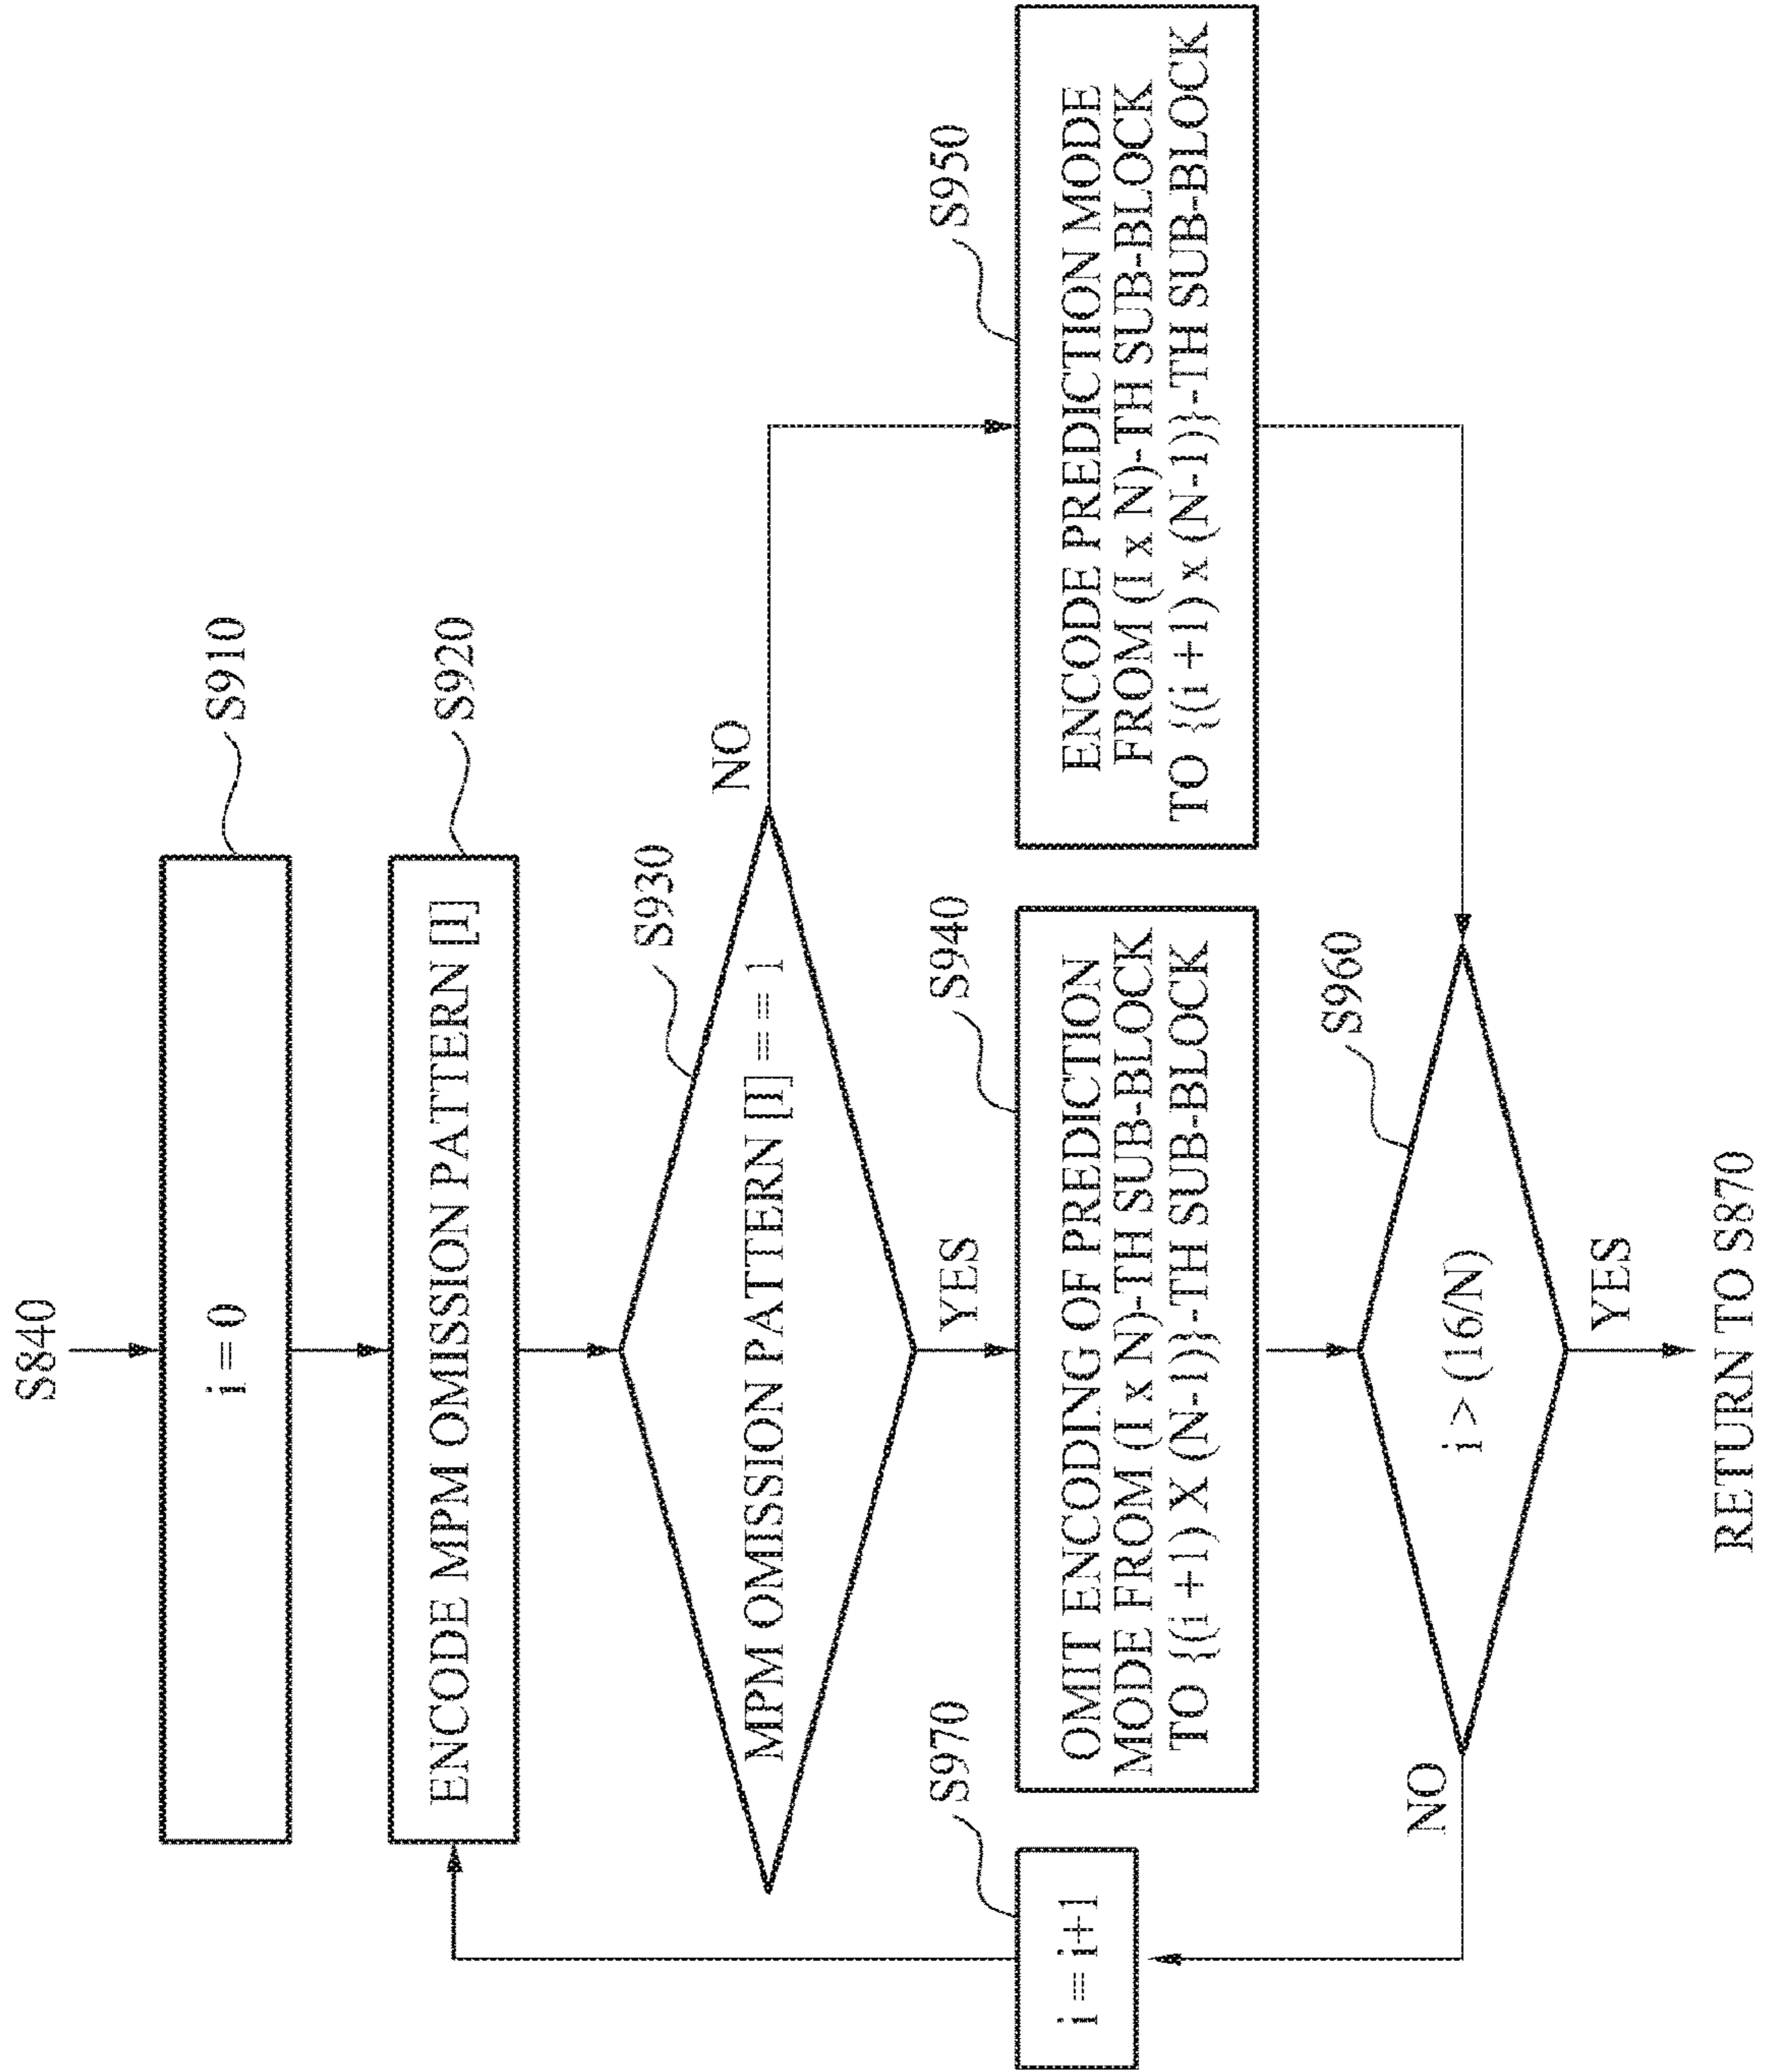 S840
i = 0
S910
ENCODE MPM OMISSION PATTERN [I]
S920
MPM OMISSION PATTERN [I] = = 1
S930
NO
YES
OMIT ENCODING OF PREDICTION
MODE FROM (I x N)-TH SUB-BLOCK
TO {(i +1) X (N-1)}-TH SUB-BLOCK
S940
ENCODE PREDICTION MODE
FROM (I x N)-TH SUB-BLOCK
TO {(i +1) x (N-1)}-TH SUB-BLOCK
S950
i = i+1
S970
i > (16/N)
S960
NO
YES
RETURN TO S870